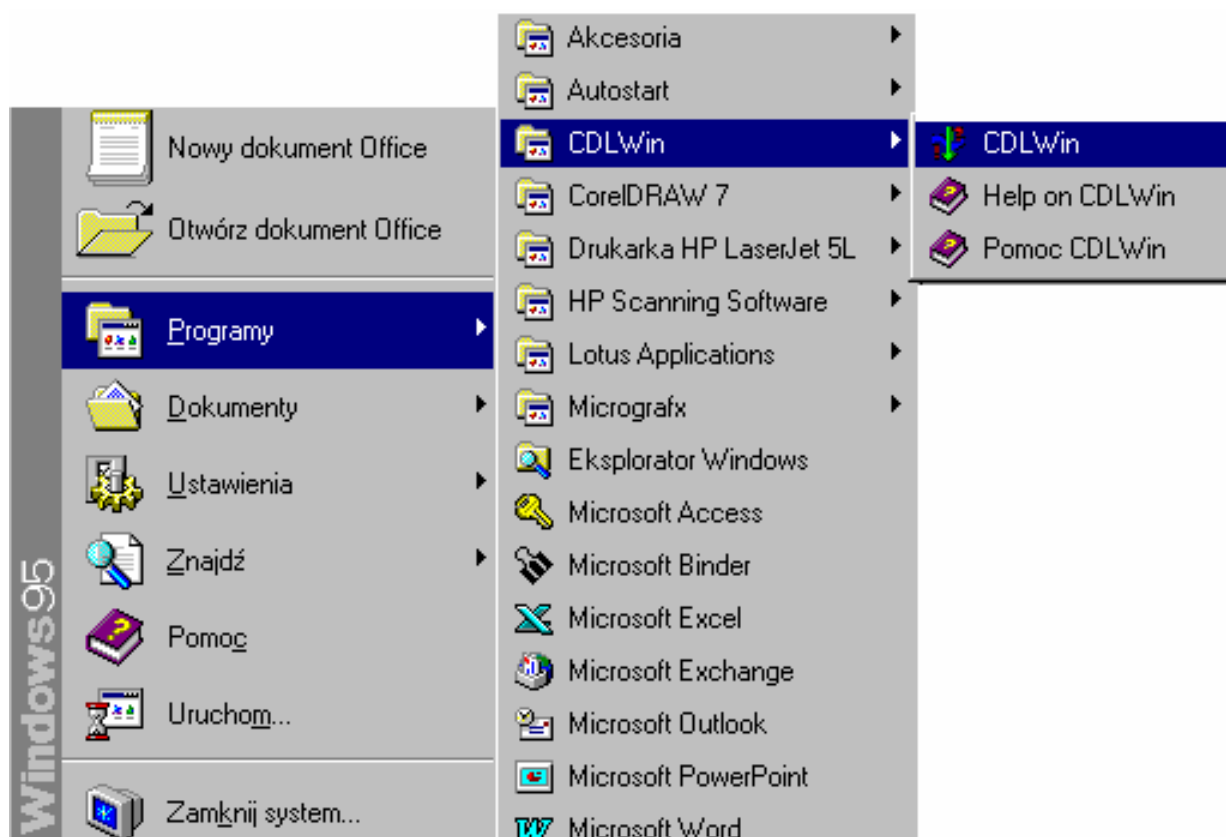 Nowy dokument Office
Otwórz dokument Office
Programy
Dokumenty
Ustawienia
Znajdź
Pomoc
Uruchom...
Zamknij system...
Windows95
Akcesoria
Autostart
CDLWin
CorelDRAW 7
Drukarka HP LaserJet 5L
HP Scanning Software
Lotus Applications
Micrografx
Eksplorator Windows
Microsoft Access
Microsoft Binder
Microsoft Excel
Microsoft Exchange
Microsoft Outlook
Microsoft PowerPoint
Microsoft Word
CDLWin
Help on CDLWin
Pomoc CDLWin